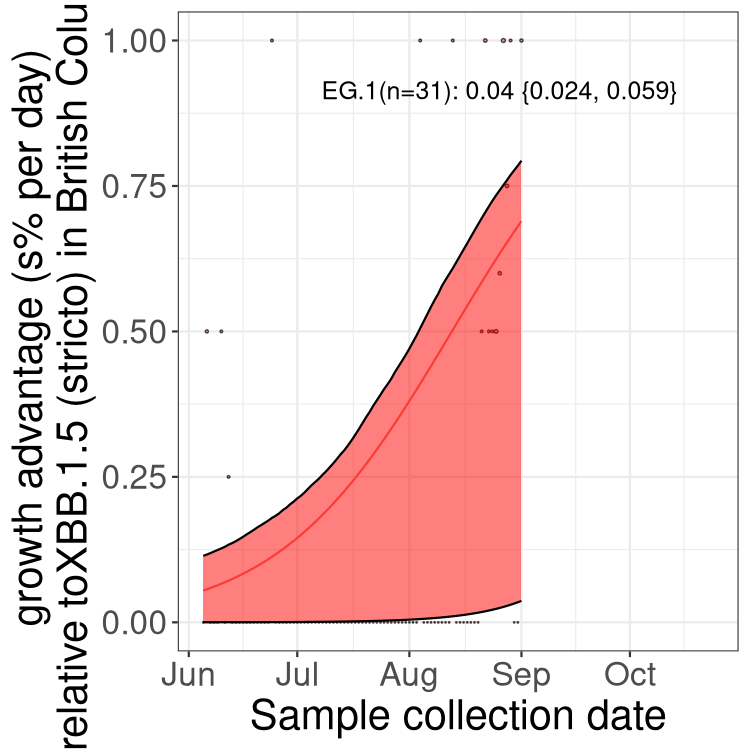 growth advantage (s% per day)
relative toXBB.1.5 (stricto) in British Colu
1.00
0.75
0.50
0.25
0.00
EG.1(n=31): 0.04 {0.024, 0.059}
Jun Jul Aug Sep Oct
Sample collection date